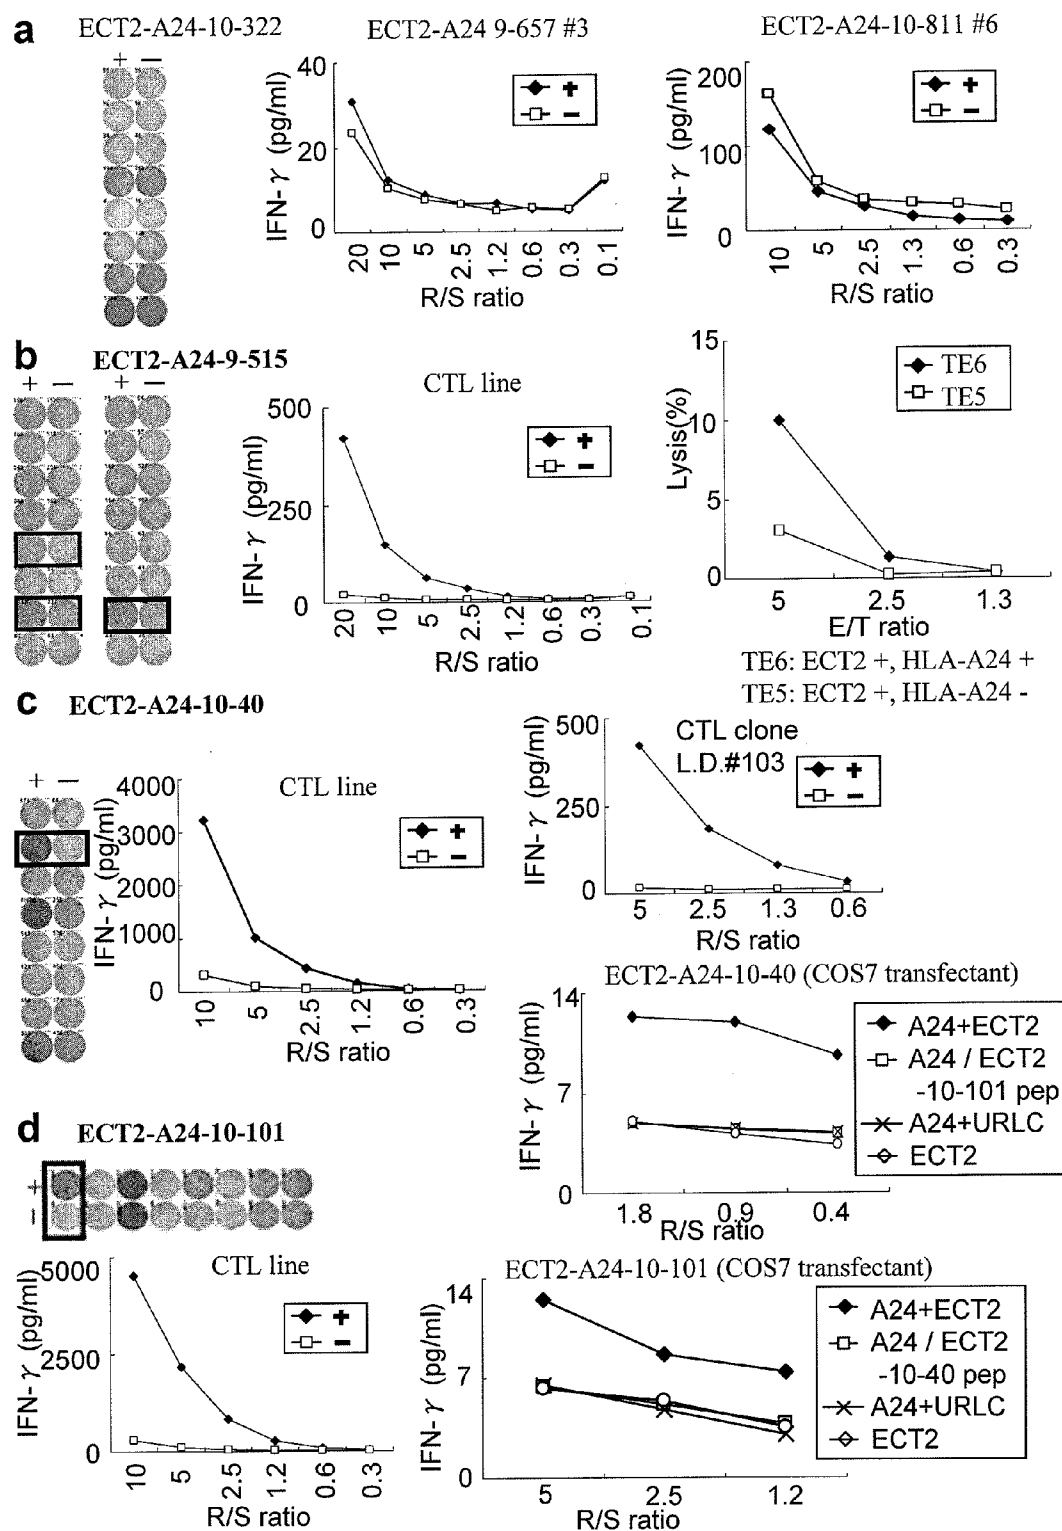 a
ECT2-A24-10-322
+ −
ECT2-A24 9-657 #3
IFN-γ (pg/ml)
40
20
0
+
−
20 10 5 2.5 1.2 0.6 0.3 0.1
R/S ratio
ECT2-A24-10-811 #6
IFN-γ (pg/ml)
200
100
0
+
−
10 5 2.5 1.3 0.6 0.3
R/S ratio
b
ECT2-A24-9-515
+ − + −
CTL line
IFN-γ (pg/ml)
500
250
0
+
−
20 10 5 2.5 1.2 0.6 0.3 0.1
R/S ratio
Lysis(%)
15
10
5
0
TE6
TE5
5 2.5 1.3
E/T ratio
TE6: ECT2 +, HLA-A24 +
TE5: ECT2 +, HLA-A24 -
c
ECT2-A24-10-40
+ −
CTL line
IFN-γ (pg/ml)
4000
3000
2000
1000
0
+
−
10 5 2.5 1.2 0.6 0.3
R/S ratio
CTL clone
L.D.#103
IFN-γ (pg/ml)
500
250
0
+
−
5 2.5 1.3 0.6
R/S ratio
ECT2-A24-10-40 (COS7 transfectant)
IFN-γ (pg/ml)
14
7
0
1.8 0.9 0.4
R/S ratio
A24+ECT2
A24 / ECT2
-10-101 pep
A24+URLC
ECT2
d
ECT2-A24-10-101
+
−
CTL line
IFN-γ (pg/ml)
5000
2500
0
+
−
10 5 2.5 1.2 0.6 0.3
R/S ratio
ECT2-A24-10-101 (COS7 transfectant)
IFN-γ (pg/ml)
14
7
0
5 2.5 1.2
R/S ratio
A24+ECT2
A24 / ECT2
-10-40 pep
A24+URLC
ECT2